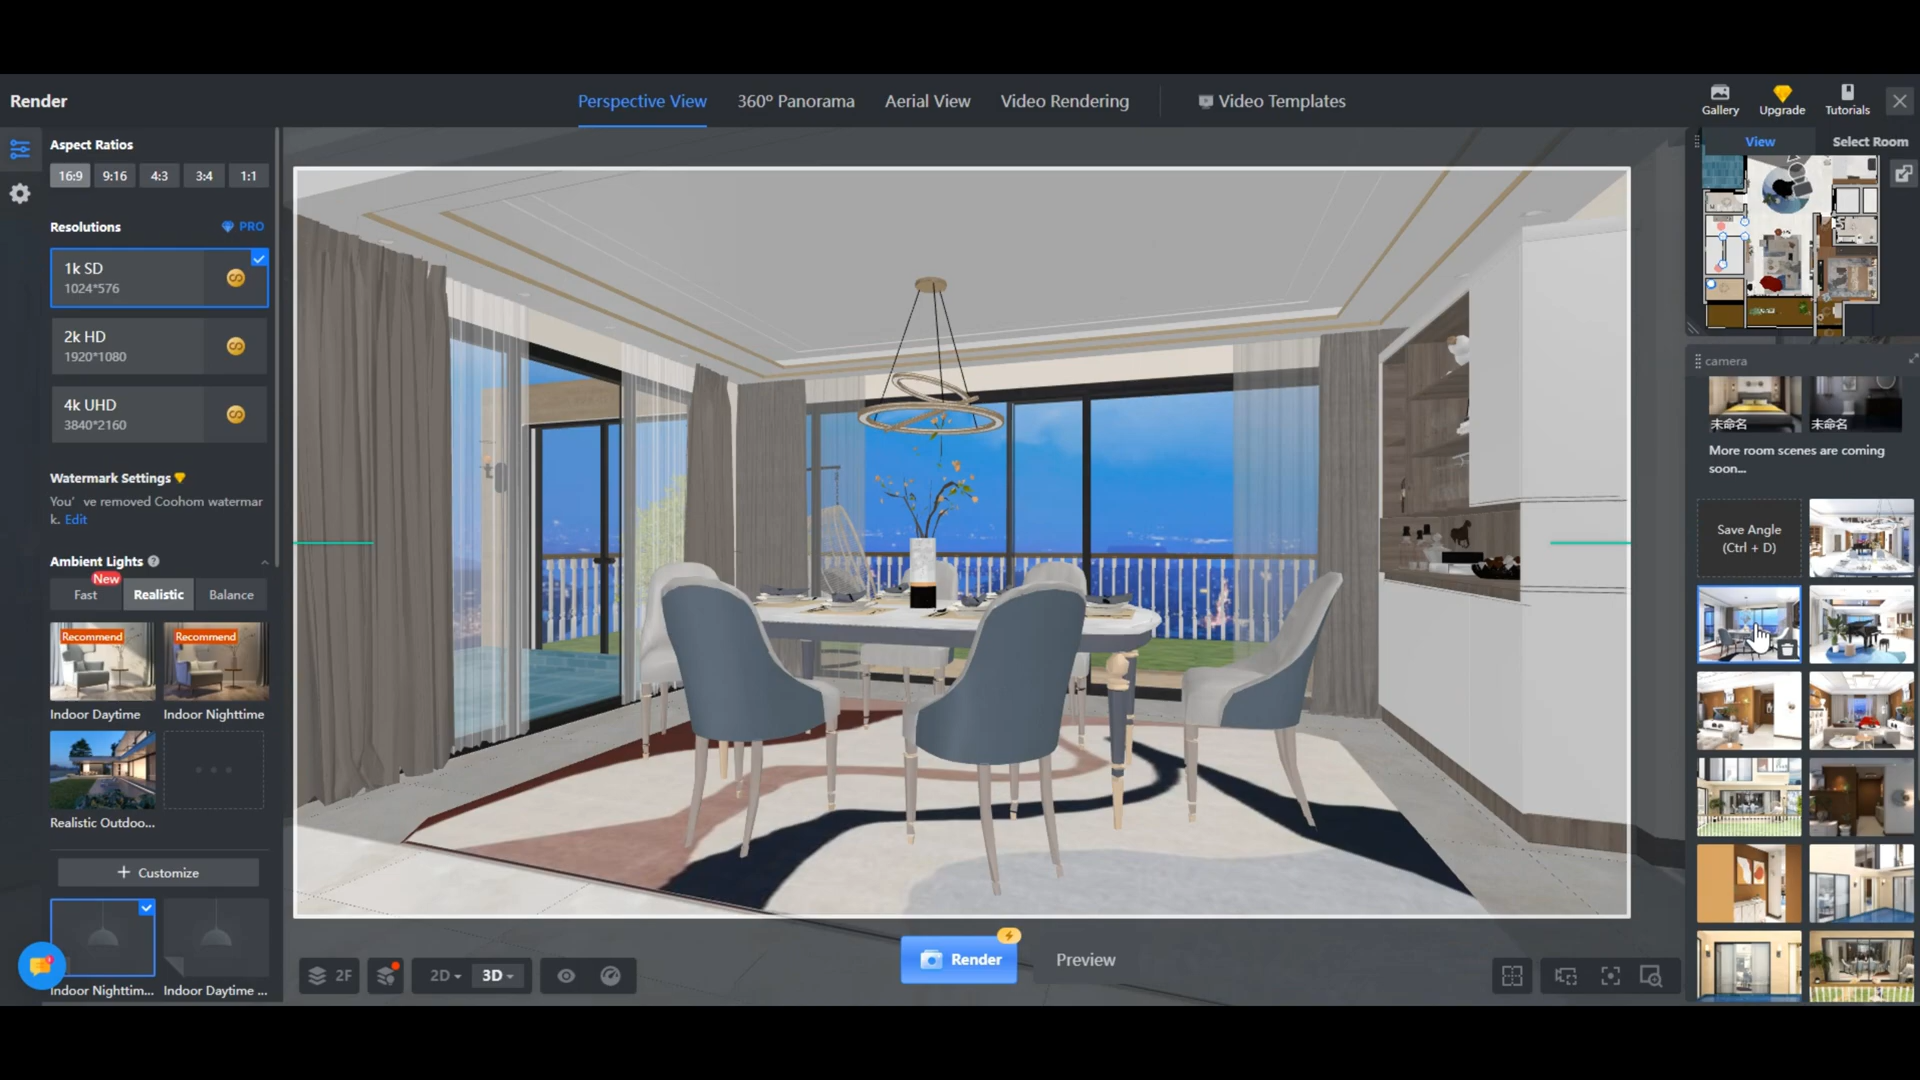 Render
Perspective View
360º Panorama
Aerial View
Video Rendering
Video Templates
Gallery
Upgrade
Tutorials
Aspect Ratios
16:9
9:16
4:3
3:4
1:1
Resolutions
PRO
1k SD
1024*576
2k HD
1920*1080
4k UHD
3840*2160
Watermark Settings
You've removed Coohom watermar
k. Edit
Ambient Lights
New
Fast
Realistic
Balance
Recommend
Recommend
Indoor Daytime
Indoor Nighttime
Realistic Outdoo...
+ Customize
Indoor Nighttim...
Indoor Daytime ...
2F
2D
3D
Render
Preview
View
Select Room
camera
未命名
未命名
More room scenes are coming
soon...
Save Angle
(Ctrl + D)